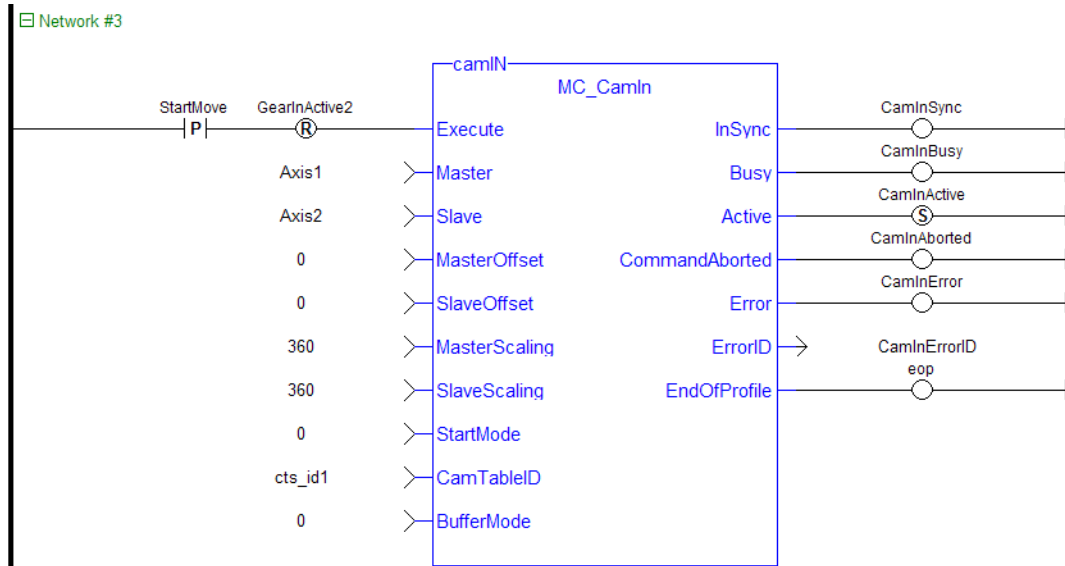 Network #3
camIN
MC_CamIn
StartMove GearInActive2 CamInSync
P R Execute InSync
CamInBusy
Axis1 Master Busy
CamInActive
Axis2 Slave Active S
CamInAborted
0 MasterOffset CommandAborted
CamInError
0 SlaveOffset Error
360 MasterScaling ErrorID CamInErrorID
eop
360 SlaveScaling EndOfProfile
0 StartMode
cts_id1 CamTableID
0 BufferMode